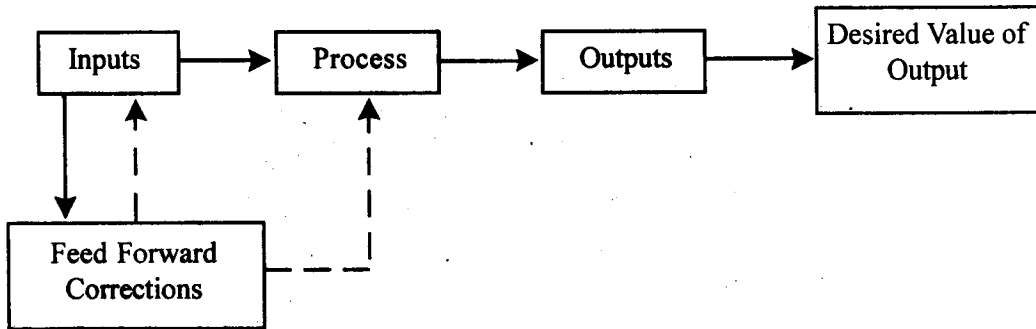 Inputs
Process
Outputs
Desired Value of
Output
Feed Forward
Corrections